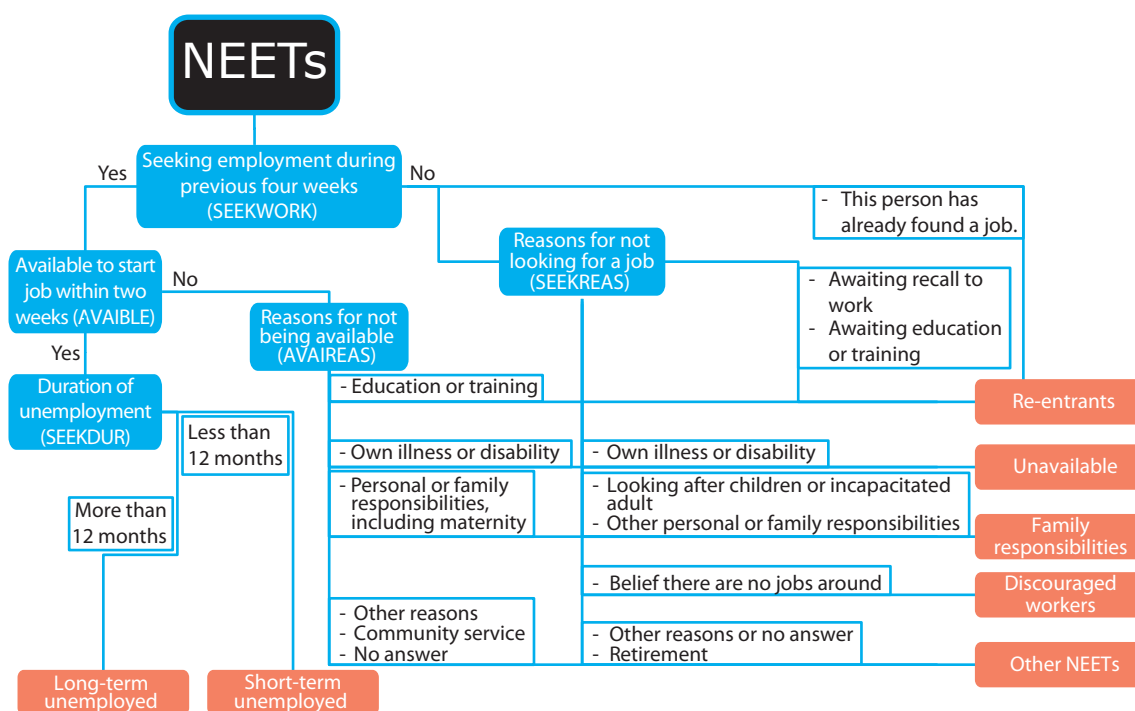 NEETs
Seeking employment during
previous four weeks
(SEEKWORK)
Yes
No
- This person has
already found a job.
Reasons for not
looking for a job
(SEEKREAS)
Available to start
job within two
weeks (AVAIBLE)
No
- Awaiting recall to
work
- Awaiting education
or training
Reasons for not
being available
(AVAIREAS)
Yes
Duration of
unemployment
(SEEKDUR)
- Education or training
Re-entrants
Less than
12 months
- Own illness or disability
- Own illness or disability
Unavailable
- Personal or family
responsibilities,
including maternity
- Looking after children or incapacitated
adult
- Other personal or family responsibilities
Family
responsibilities
More than
12 months
- Belief there are no jobs around
Discouraged
workers
- Other reasons
- Community service
- No answer
- Other reasons or no answer
- Retirement
Other NEETs
Long-term
unemployed
Short-term
unemployed